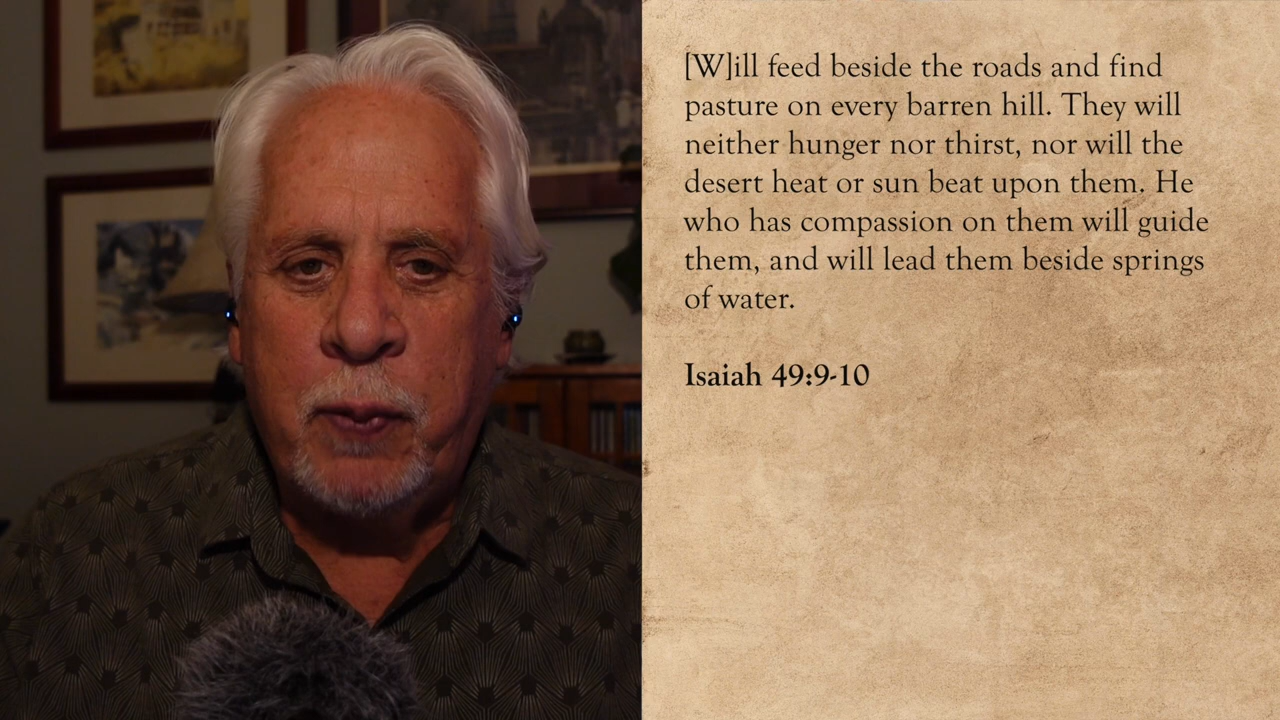 [W]ill feed beside the roads and find
pasture on every barren hill. They will
neither hunger nor thirst, nor will the
desert heat or sun beat upon them. He
who has compassion on them will guide
them, and will lead them beside springs
of water.
Isaiah 49:9-10